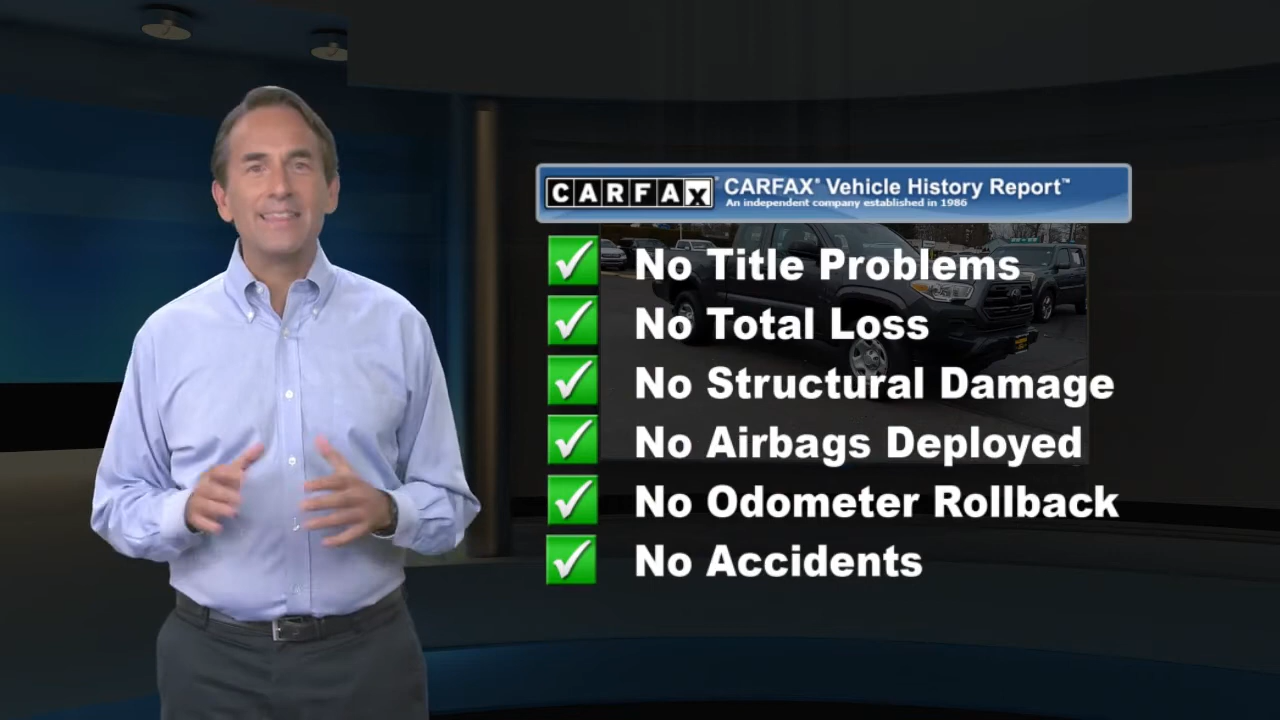 CARFAX® CARFAX® Vehicle History Report™
An independent company established in 1986
No Title Problems
No Total Loss
No Structural Damage
No Airbags Deployed
No Odometer Rollback
No Accidents